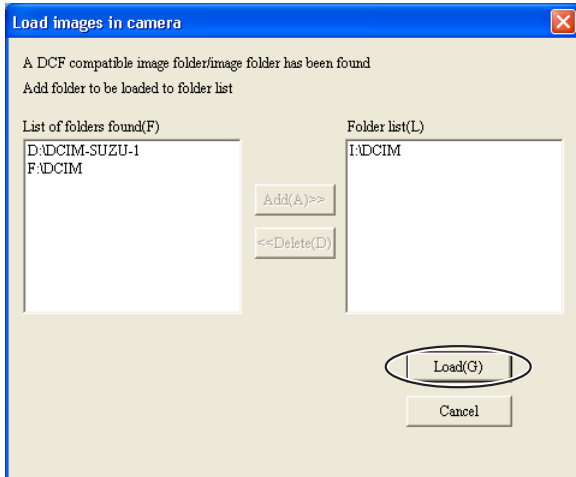 Load images in camera
A DCF compatible image folder/image folder has been found
Add folder to be loaded to folder list
List of folders found(F)
D:\DCIM-SUZU-1
F:\DCIM
Add(A)>>
<<Delete(D)
Folder list(L)
I:\DCIM
Load(G)
Cancel